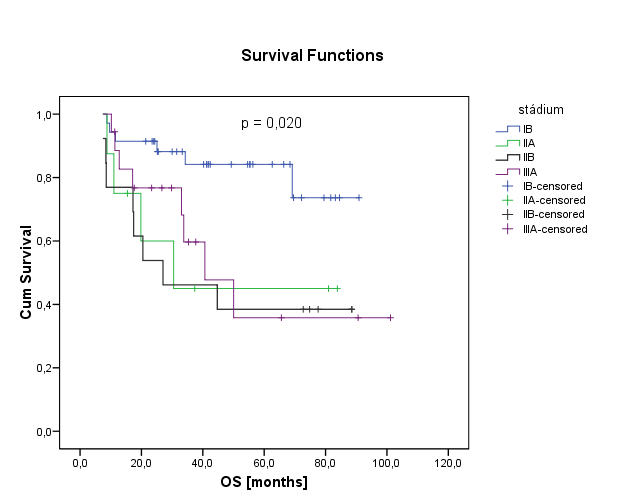 Survival Functions
p = 0,020
Cum Survival
1,0
0,8
0,6
0,4
0,2
0,0
0,0 20,0 40,0 60,0 80,0 100,0 120,0
OS [months]
stádium
IB
IIA
IIB
IIIA
IB-censored
IIA-censored
IIB-censored
IIIA-censored